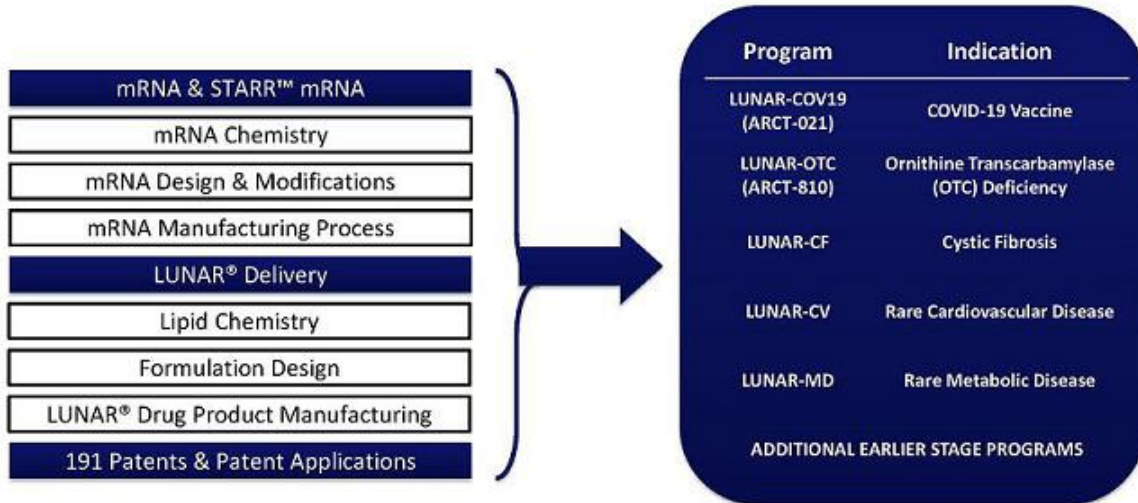 mRNA & STARR™ mRNA
mRNA Chemistry
mRNA Design & Modifications
mRNA Manufacturing Process
LUNAR® Delivery
Lipid Chemistry
Formulation Design
LUNAR® Drug Product Manufacturing
191 Patents & Patent Applications
Program Indication
LUNAR-COV19
(ARCT-021)
COVID-19 Vaccine
LUNAR-OTC
(ARCT-810)
Ornithine Transcarbamylase
(OTC) Deficiency
LUNAR-CF Cystic Fibrosis
LUNAR-CV Rare Cardiovascular Disease
LUNAR-MD Rare Metabolic Disease
ADDITIONAL EARLIER STAGE PROGRAMS